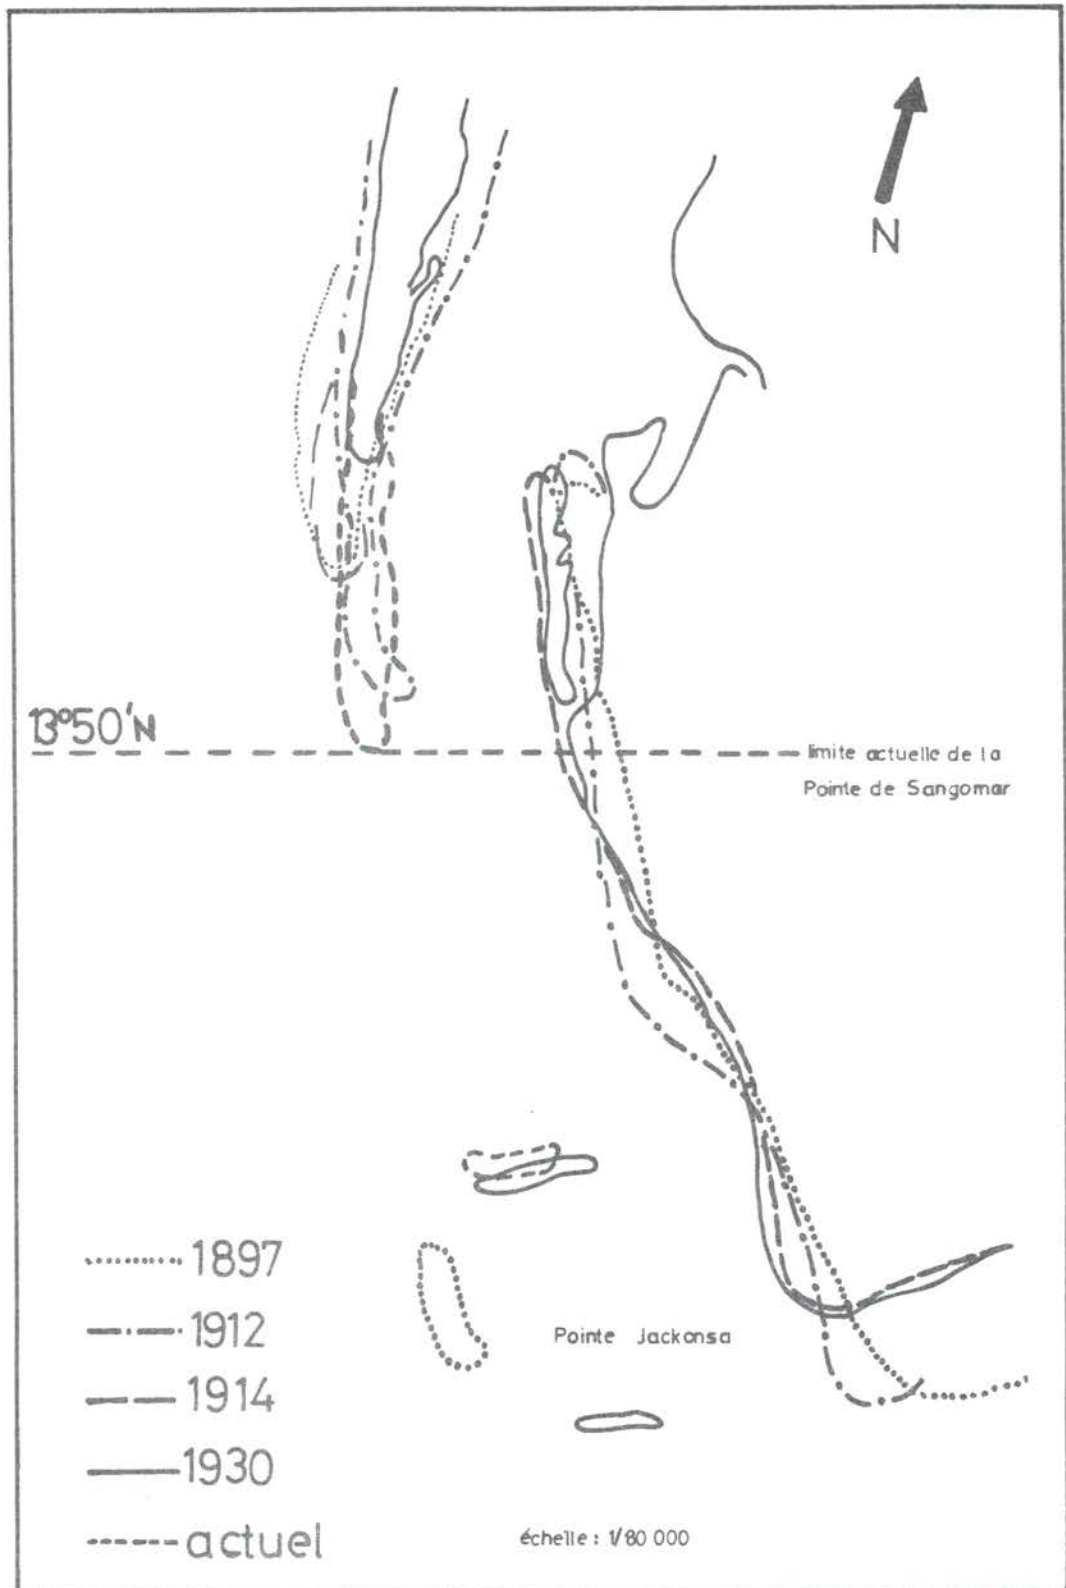 N
13°50'N
limite actuelle de la
Pointe de Sangomar
1897
Pointe Jackonsa
1912
1914
1930
actuel
échelle : 1/80 000